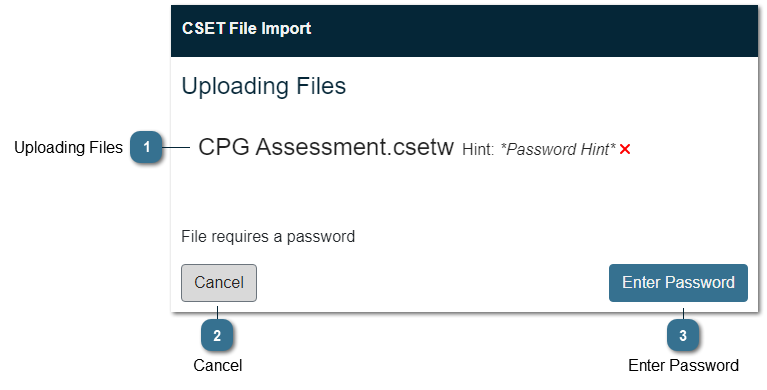 CSET File Import
Uploading Files
Uploading Files 1 CPG Assessment.csetw Hint: *Password Hint*
File requires a password
Cancel Enter Password
2 3
Cancel Enter Password